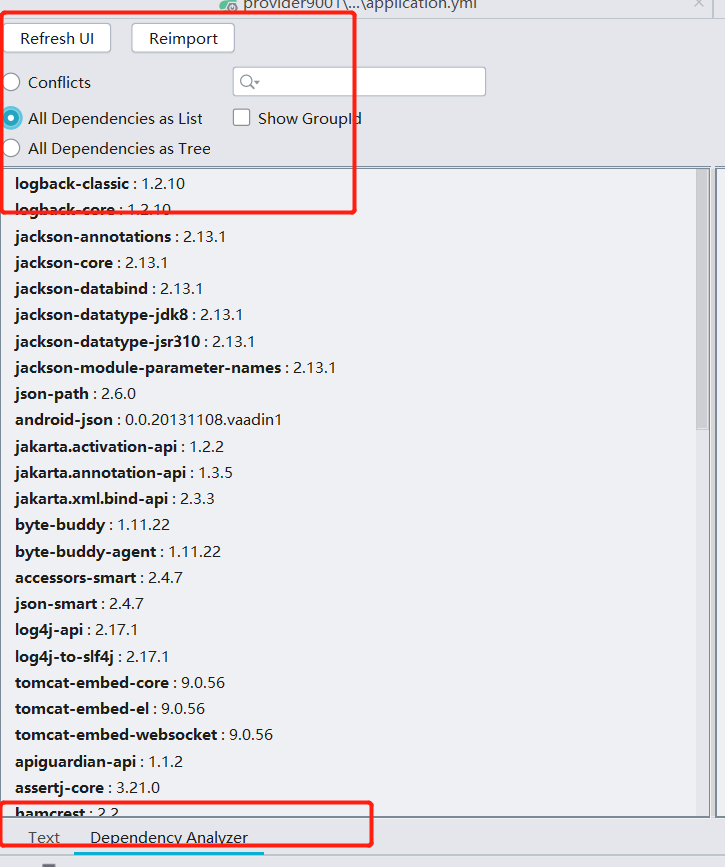 provider9001\...\application.yml
Refresh UI Reimport
Conflicts
All Dependencies as List Show GroupId
All Dependencies as Tree
logback-classic : 1.2.10
logback-core : 1.2.10
jackson-annotations : 2.13.1
jackson-core : 2.13.1
jackson-databind : 2.13.1
jackson-datatype-jdk8 : 2.13.1
jackson-datatype-jsr310 : 2.13.1
jackson-module-parameter-names : 2.13.1
json-path : 2.6.0
android-json : 0.0.20131108.vaadin1
jakarta.activation-api : 1.2.2
jakarta.annotation-api : 1.3.5
jakarta.xml.bind-api : 2.3.3
byte-buddy : 1.11.22
byte-buddy-agent : 1.11.22
accessors-smart : 2.4.7
json-smart : 2.4.7
log4j-api : 2.17.1
log4j-to-slf4j : 2.17.1
tomcat-embed-core : 9.0.56
tomcat-embed-el : 9.0.56
tomcat-embed-websocket : 9.0.56
apiguardian-api : 1.1.2
assertj-core : 3.21.0
hamcrest : 2.2
Text Dependency Analyzer